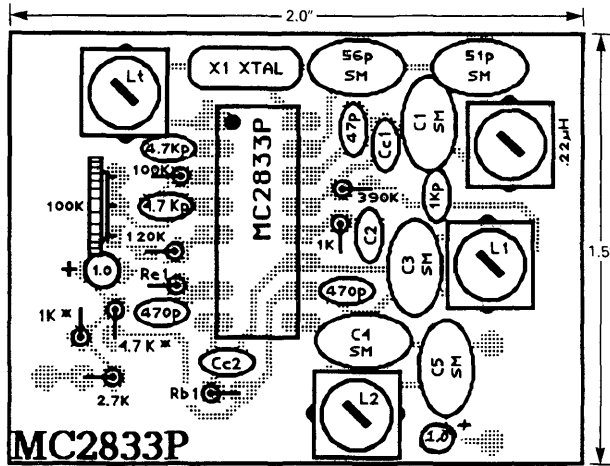 2.0"
Lt
X1 XTAL
56p
SM
51p
SM
4.7Kp
100K
MC2833P
47p
Cc1
C1
SM
.22µH
100K
4.7Kp
390K
1Kp
120K
1K
C2
C3
SM
L1
1.5"
+
1.0
Re1
470p
470p
1K*
4.7K*
C4
SM
C5
SM
Cc2
2.7K
Rb1
L2
1.0
+
MC2833P